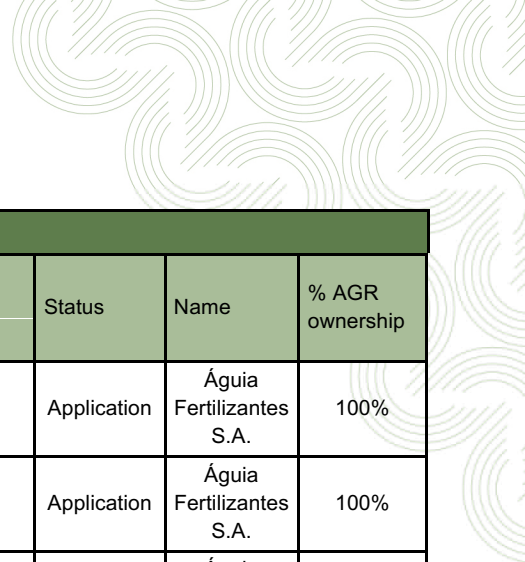 Status
Name
% AGR
ownership
Application
Águia
Fertilizantes
S.A.
100%
Application
Águia
Fertilizantes
S.A.
100%